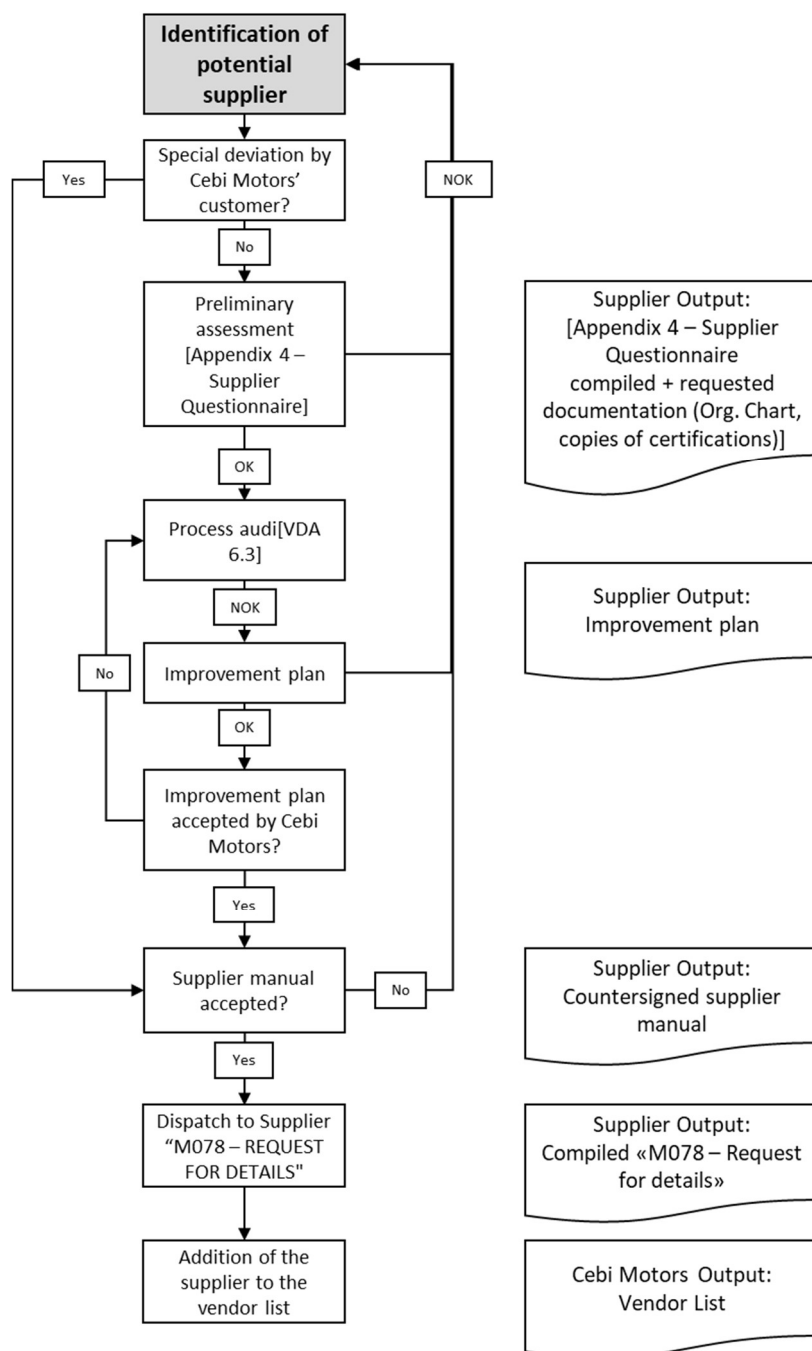 Identification of
potential
supplier
Special deviation by
Cebi Motors’
customer?
Yes
NOK
No
Preliminary
assessment
[Appendix 4 –
Supplier
Questionnaire]
Supplier Output:
[Appendix 4 – Supplier
Questionnaire
compiled + requested
documentation (Org. Chart,
copies of certifications)]
OK
Process audi[VDA
6.3]
NOK
Supplier Output:
Improvement plan
No
Improvement plan
OK
Improvement plan
accepted by Cebi
Motors?
Yes
Supplier manual
accepted?
No
Supplier Output:
Countersigned supplier
manual
Yes
Dispatch to Supplier
“M078 – REQUEST
FOR DETAILS"
Supplier Output:
Compiled «M078 – Request
for details»
Addition of the
supplier to the
vendor list
Cebi Motors Output:
Vendor List